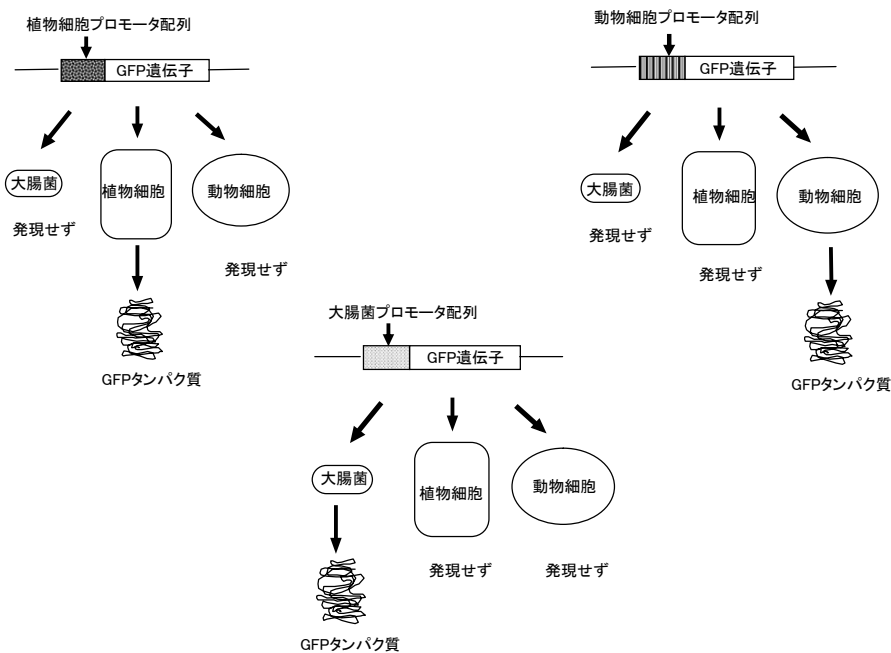 植物細胞プロモータ配列
GFP遺伝子
大腸菌
植物細胞
動物細胞
発現せず
発現せず
GFPタンパク質
動物細胞プロモータ配列
GFP遺伝子
大腸菌
植物細胞
動物細胞
発現せず
発現せず
GFPタンパク質
大腸菌プロモータ配列
GFP遺伝子
大腸菌
植物細胞
動物細胞
発現せず
発現せず
GFPタンパク質